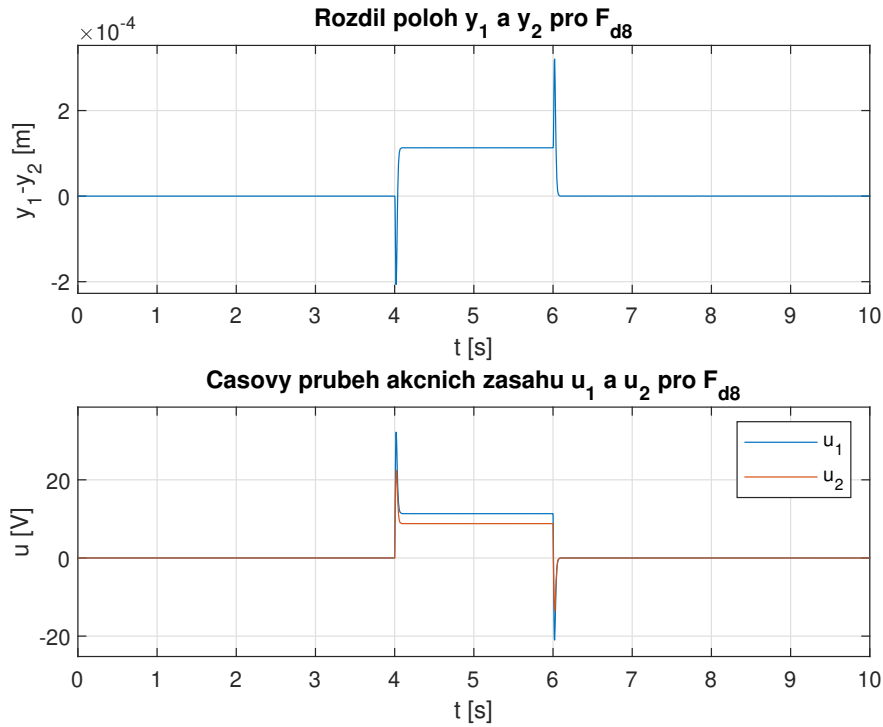 Rozdil poloh y1 a y2 pro Fd8
×10-4
2
0
-2
y1-y2 [m]
0 1 2 3 4 5 6 7 8 9 10
t [s]
Casovy prubeh akcnich zasahu u1 a u2 pro Fd8
20
0
-20
u [V]
u1
u2
0 1 2 3 4 5 6 7 8 9 10
t [s]